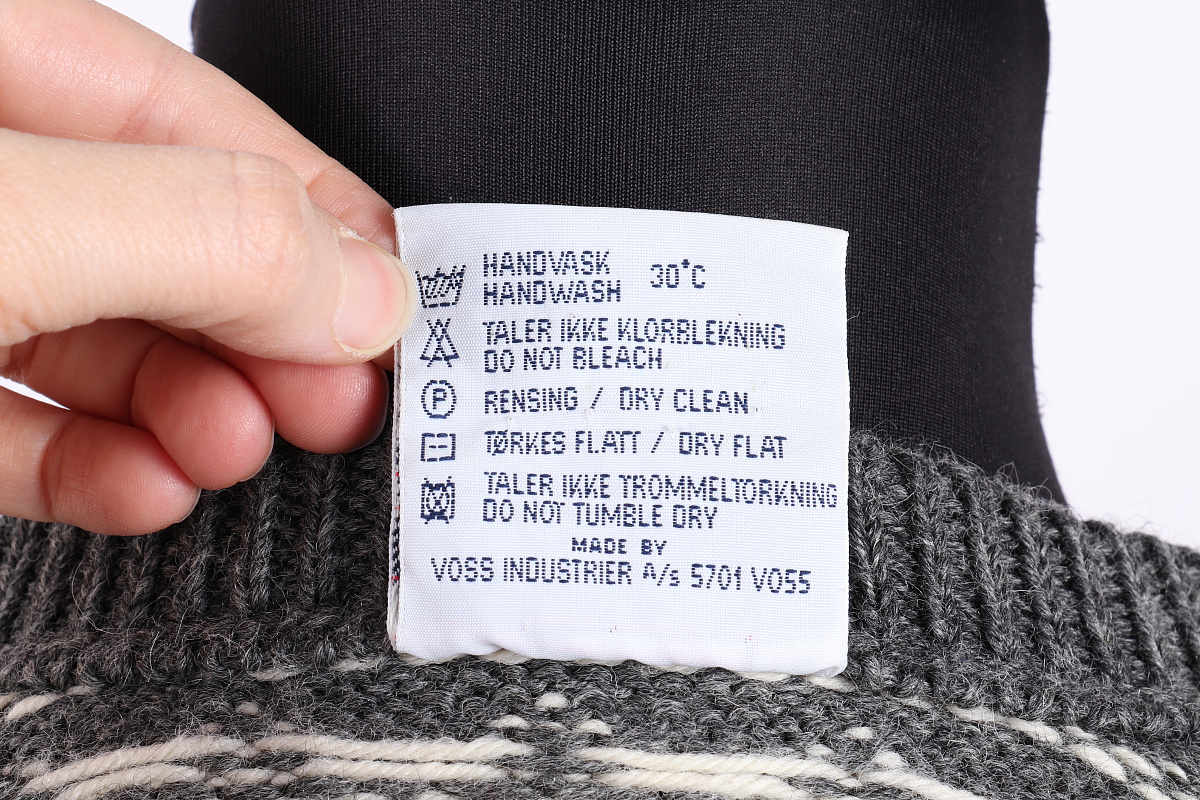 HANDVASK 30°C
HANDWASH
TALER IKKE KLORBLEKNING
DO NOT BLEACH
P RENSING / DRY CLEAN
TØRKES FLATT / DRY FLAT
TALER IKKE TROMMELTORKNING
DO NOT TUMBLE DRY
MADE BY
VOSS INDUSTRIER A/S 5701 VOSS